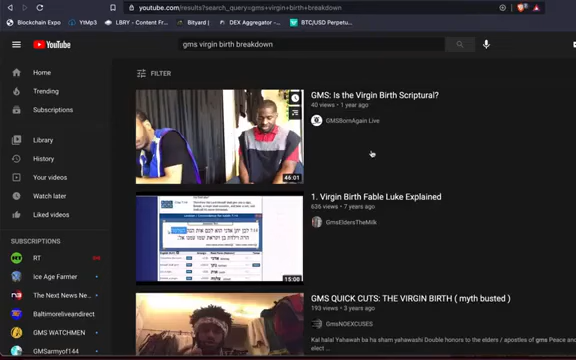 youtube.com/results?search_query=gms+virgin+birth+breakdown
Blockchain Expo
YIMp3
LBRY - Content Fr...
Bityard |
DEX Aggregator -...
BTC/USD Perpetu...
YouTube
gms virgin birth breakdown
Home
Trending
Subscriptions
Library
History
Your videos
Watch later
Liked videos
SUBSCRIPTIONS
RT
Ice Age Farmer
The Next News Ne...
Baltimoreliveandirect
GMS WATCHMEN
GMSarmyof144
FILTER
46:01
GMS: Is the Virgin Birth Scriptural?
40 views • 1 year ago
GMSBornAgain Live
15:08
1. Virgin Birth Fable Luke Explained
626 views • 7 years ago
GmsEldersTheMilk
GMS QUICK CUTS: THE VIRGIN BIRTH ( myth busted )
193 views • 3 years ago
GmsNOEXCUSES
Kal halal Yahawah ba ha sham yahawashi Double honors to the elders / apostles of gms Peace and
elect ...